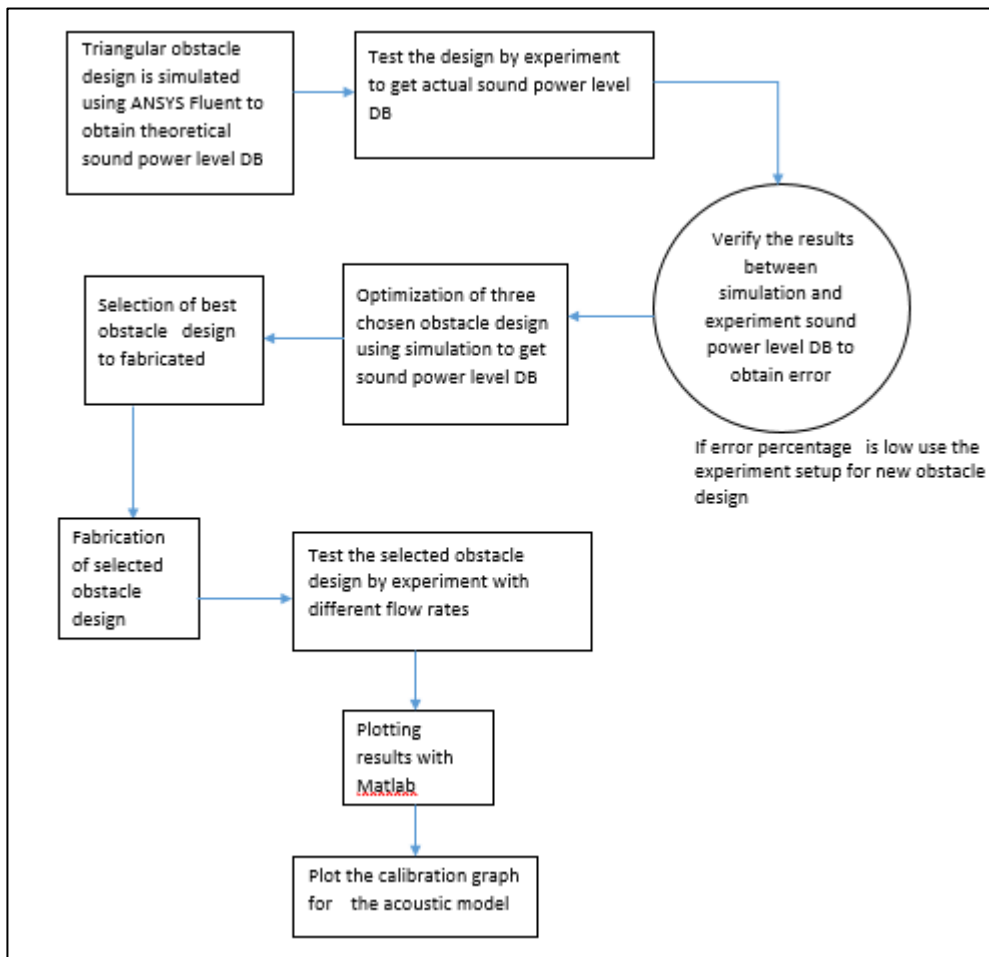 Triangular obstacle
design is simulated
using ANSYS Fluent to
obtain theoretical
sound power level DB
Test the design by experiment
to get actual sound power level
DB
Verify the results
between
simulation and
experiment sound
power level DB to
obtain error
If error percentage is low use the
experiment setup for new obstacle
design
Optimization of three
chosen obstacle design
using simulation to get
sound power level DB
Selection of best
obstacle design
to fabricated
Fabrication
of selected
obstacle
design
Test the selected obstacle
design by experiment with
different flow rates
Plotting
results with
Matlab
Plot the calibration graph
for the acoustic model